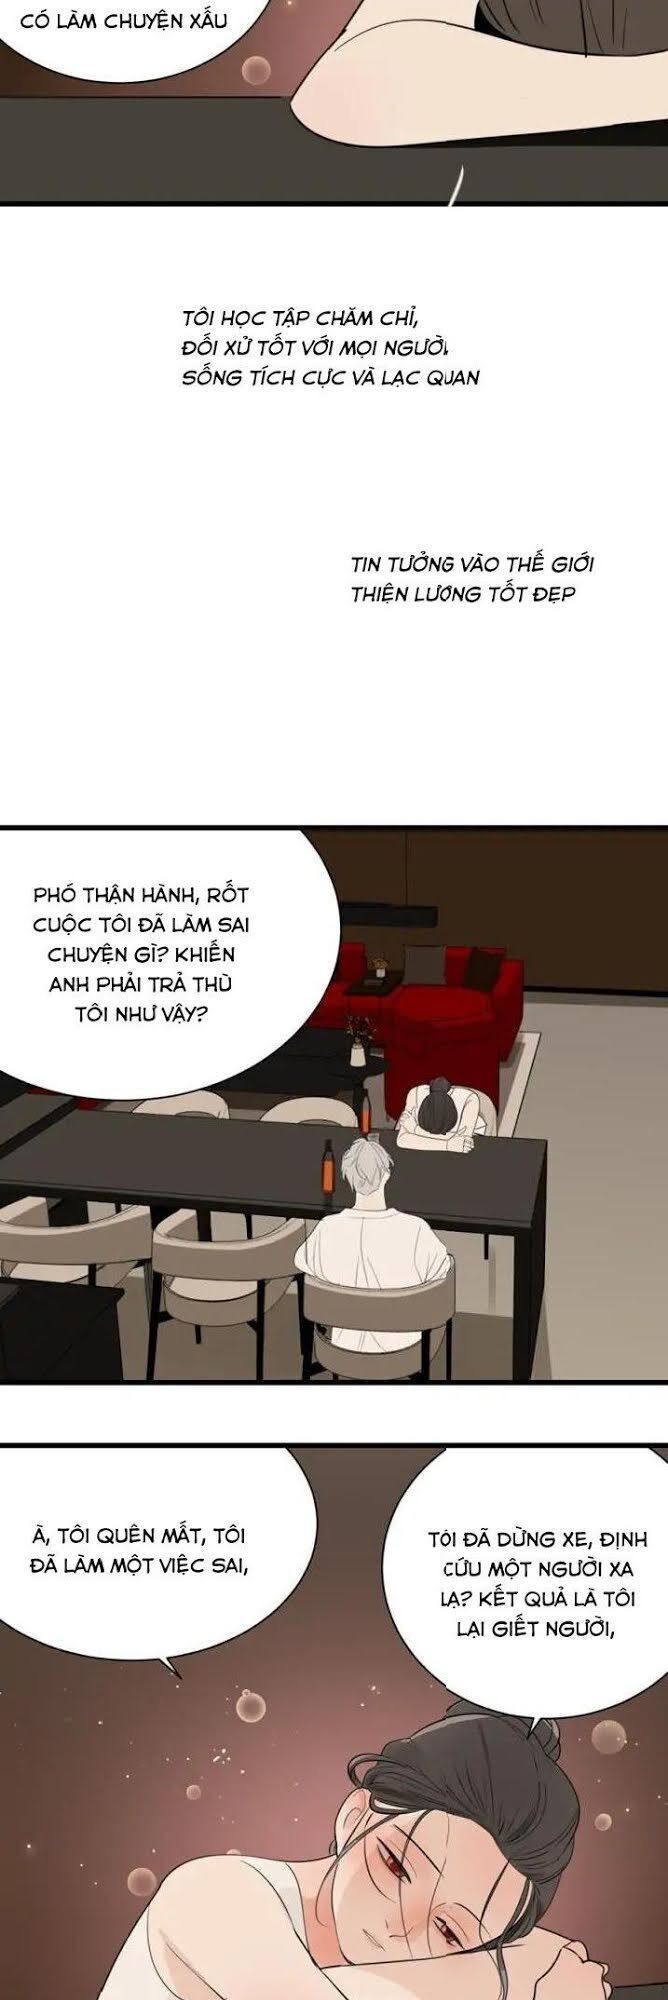 CÓ LÀM CHUYỆN XẤU
TÔI HỌC TẬP CHĂM CHỈ,
ĐỐI XỬ TỐT VỚI MỌI NGƯỜI,
SỐNG TÍCH CỰC VÀ LẠC QUAN
TIN TƯỞNG VÀO THẾ GIỚI
THIỆN LƯƠNG TỐT ĐẸP
PHÓ THẬN HÀNH, RỐT
CUỘC TÔI ĐÃ LÀM SAI
CHUYỆN GÌ? KHIẾN
ANH PHẢI TRẢ THÙ
TÔI NHƯ VẬY?
À, TÔI QUÊN MẤT, TÔI
ĐÃ LÀM MỘT VIỆC SAI,
TÔI ĐÃ DỪNG XE, ĐỊNH
CỨU MỘT NGƯỜI XA
LẠ? KẾT QUẢ LÀ TÔI
LẠI GIẾT NGƯỜI,